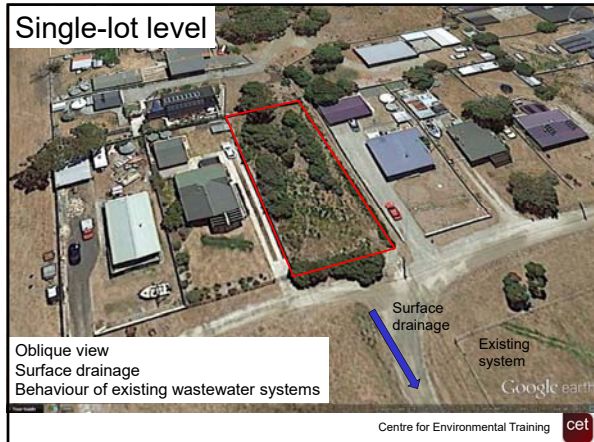 Single-lot level
Surface
drainage
Existing
system
Oblique view
Surface drainage
Behaviour of existing wastewater systems
Google earth
Centre for Environmental Training
cet